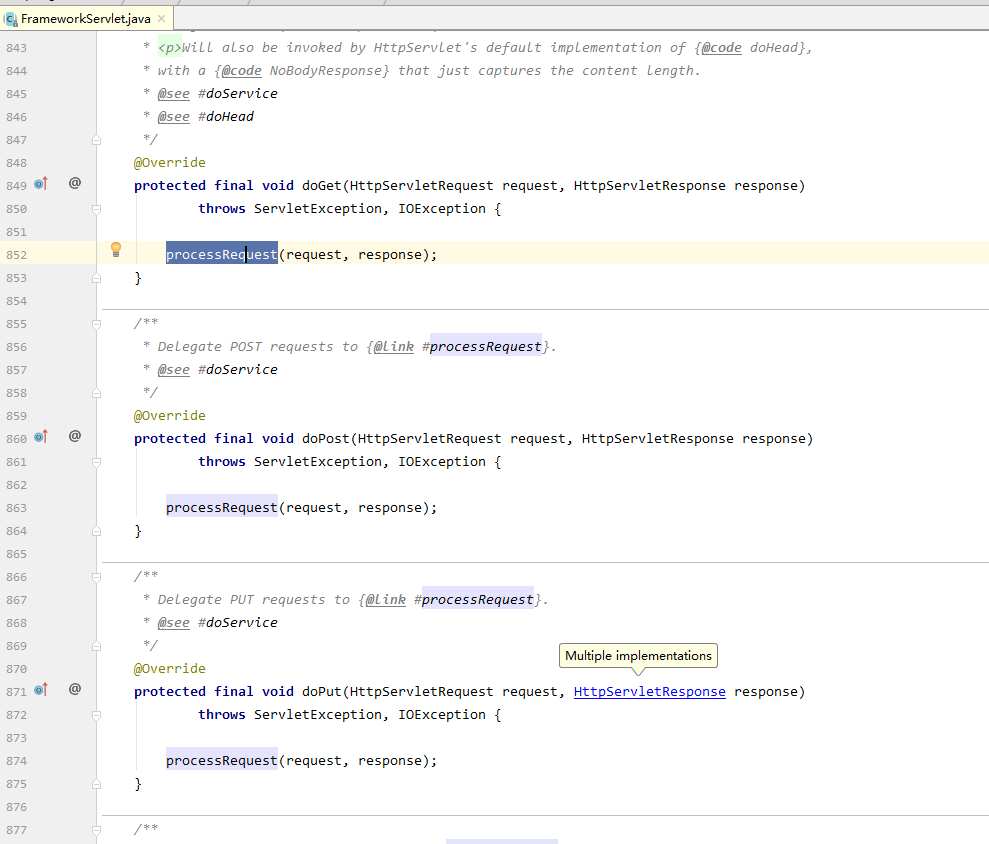 FrameworkServlet.java
843 * <p>Will also be invoked by HttpServlet's default implementation of {@code doHead},
844 * with a {@code NoBodyResponse} that just captures the content length.
845 * @see #doService
846 * @see #doHead
847 */
848 @Override
849 @ protected final void doGet(HttpServletRequest request, HttpServletResponse response)
850 throws ServletException, IOException {
851
852 processRequest(request, response);
853 }
854
855 /**
856 * Delegate POST requests to {@link #processRequest}.
857 * @see #doService
858 */
859 @Override
860 @ protected final void doPost(HttpServletRequest request, HttpServletResponse response)
861 throws ServletException, IOException {
862
863 processRequest(request, response);
864 }
865
866 /**
867 * Delegate PUT requests to {@link #processRequest}.
868 * @see #doService
869 */
Multiple implementations
870 @Override
871 @ protected final void doPut(HttpServletRequest request, HttpServletResponse response)
872 throws ServletException, IOException {
873
874 processRequest(request, response);
875 }
876
877 /**